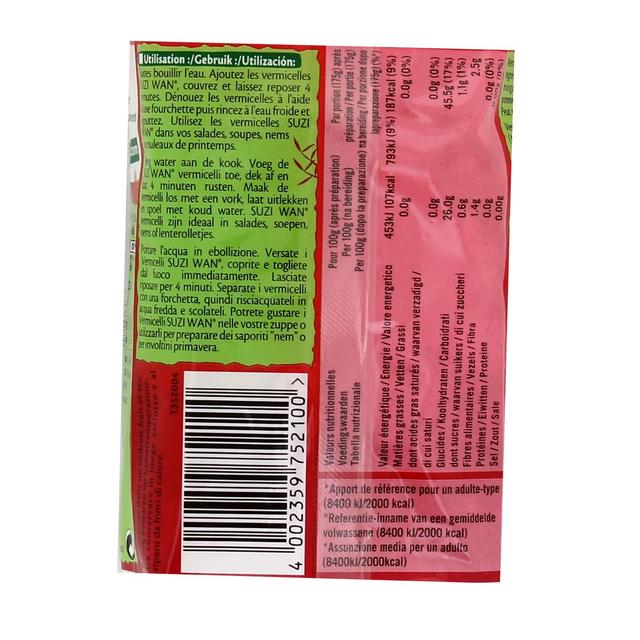 Utilisation :/Gebruik :/Utilización:
bouillir l'eau. Ajoutez les vermicelles
WAN", couvrez et laissez reposer 4
Dénouez les vermicelles à l'aide
fourchette puis rincez à l'eau froide et
Utilisez les vermicelles SUZI
WAN" dans vos salades, soupes, nems
rouleaux de printemps.
water aan de kook. Voeg de
WAN" vermicelli toe, dek af en
4 minuten rusten. Maak de
vermicelli los met een vork, laat uitlekken
en spoel met koud water. SUZI WAN"
vermicelli zijn ideaal in salades, soepen,
nems of lenterolletjes.
Portare l'acqua in ebollizione. Versate i
Vermicelli SUZI WAN", coprite e togliete
dal fuoco immediatamente. Lasciate
riposare per 4 minuti. Separate i vermicelli
con una forchetta, quindi risciacquateli in
acqua fredda e scolateli. Potrete gustare i
Vermicelli SUZI WAN" nelle vostre zuppe o
utilizzarli per preparare dei saporiti "nem" o
per involtini primavera.
1352004
riparo da fonti di calore.
4 002359 752100 >
Valeurs nutritionnelles
Voedingswaarden
Tabella nutrizionale
Pour 100g (après préparation)
Per 100g (na bereiding)
Per 100g (dopo la preparazione)
Par portion (175g) après
préparation / Per portie (175g)
na bereiding / Per porzione dopo
lapreparazione (175g) (%*)
Valeur énergétique / Energie / Valore energetico 453kJ 107kcal 793kJ (9%) 187kcal (9%)
Matières grasses / Vetten / Grassi 0.0g 0.0g (0%)
dont acides gras saturés / waarvan verzadigd /
di cui saturi 0.0g 0.0g (0%)
Glucides / Koolhydraten / Carboidrati 26.0g 45.5g (17%)
dont sucres / waarvan suikers / di cui zuccheri 0.6g 1.1g (1%)
Fibres alimentaires / Vezels / Fibra 1.4g 2.5g
Protéines / Eiwitten / Proteine 0.0g 0.0g (0%)
Sel / Zout / Sale 0.00g
*Apport de référence pour un adulte-type
(8400 kJ/2000 kcal)
*Referentie-inname van een gemiddelde
volwassene (8400 kJ/2000 kcal)
*Assunzione media per un adulto
(8400kJ/2000kcal)